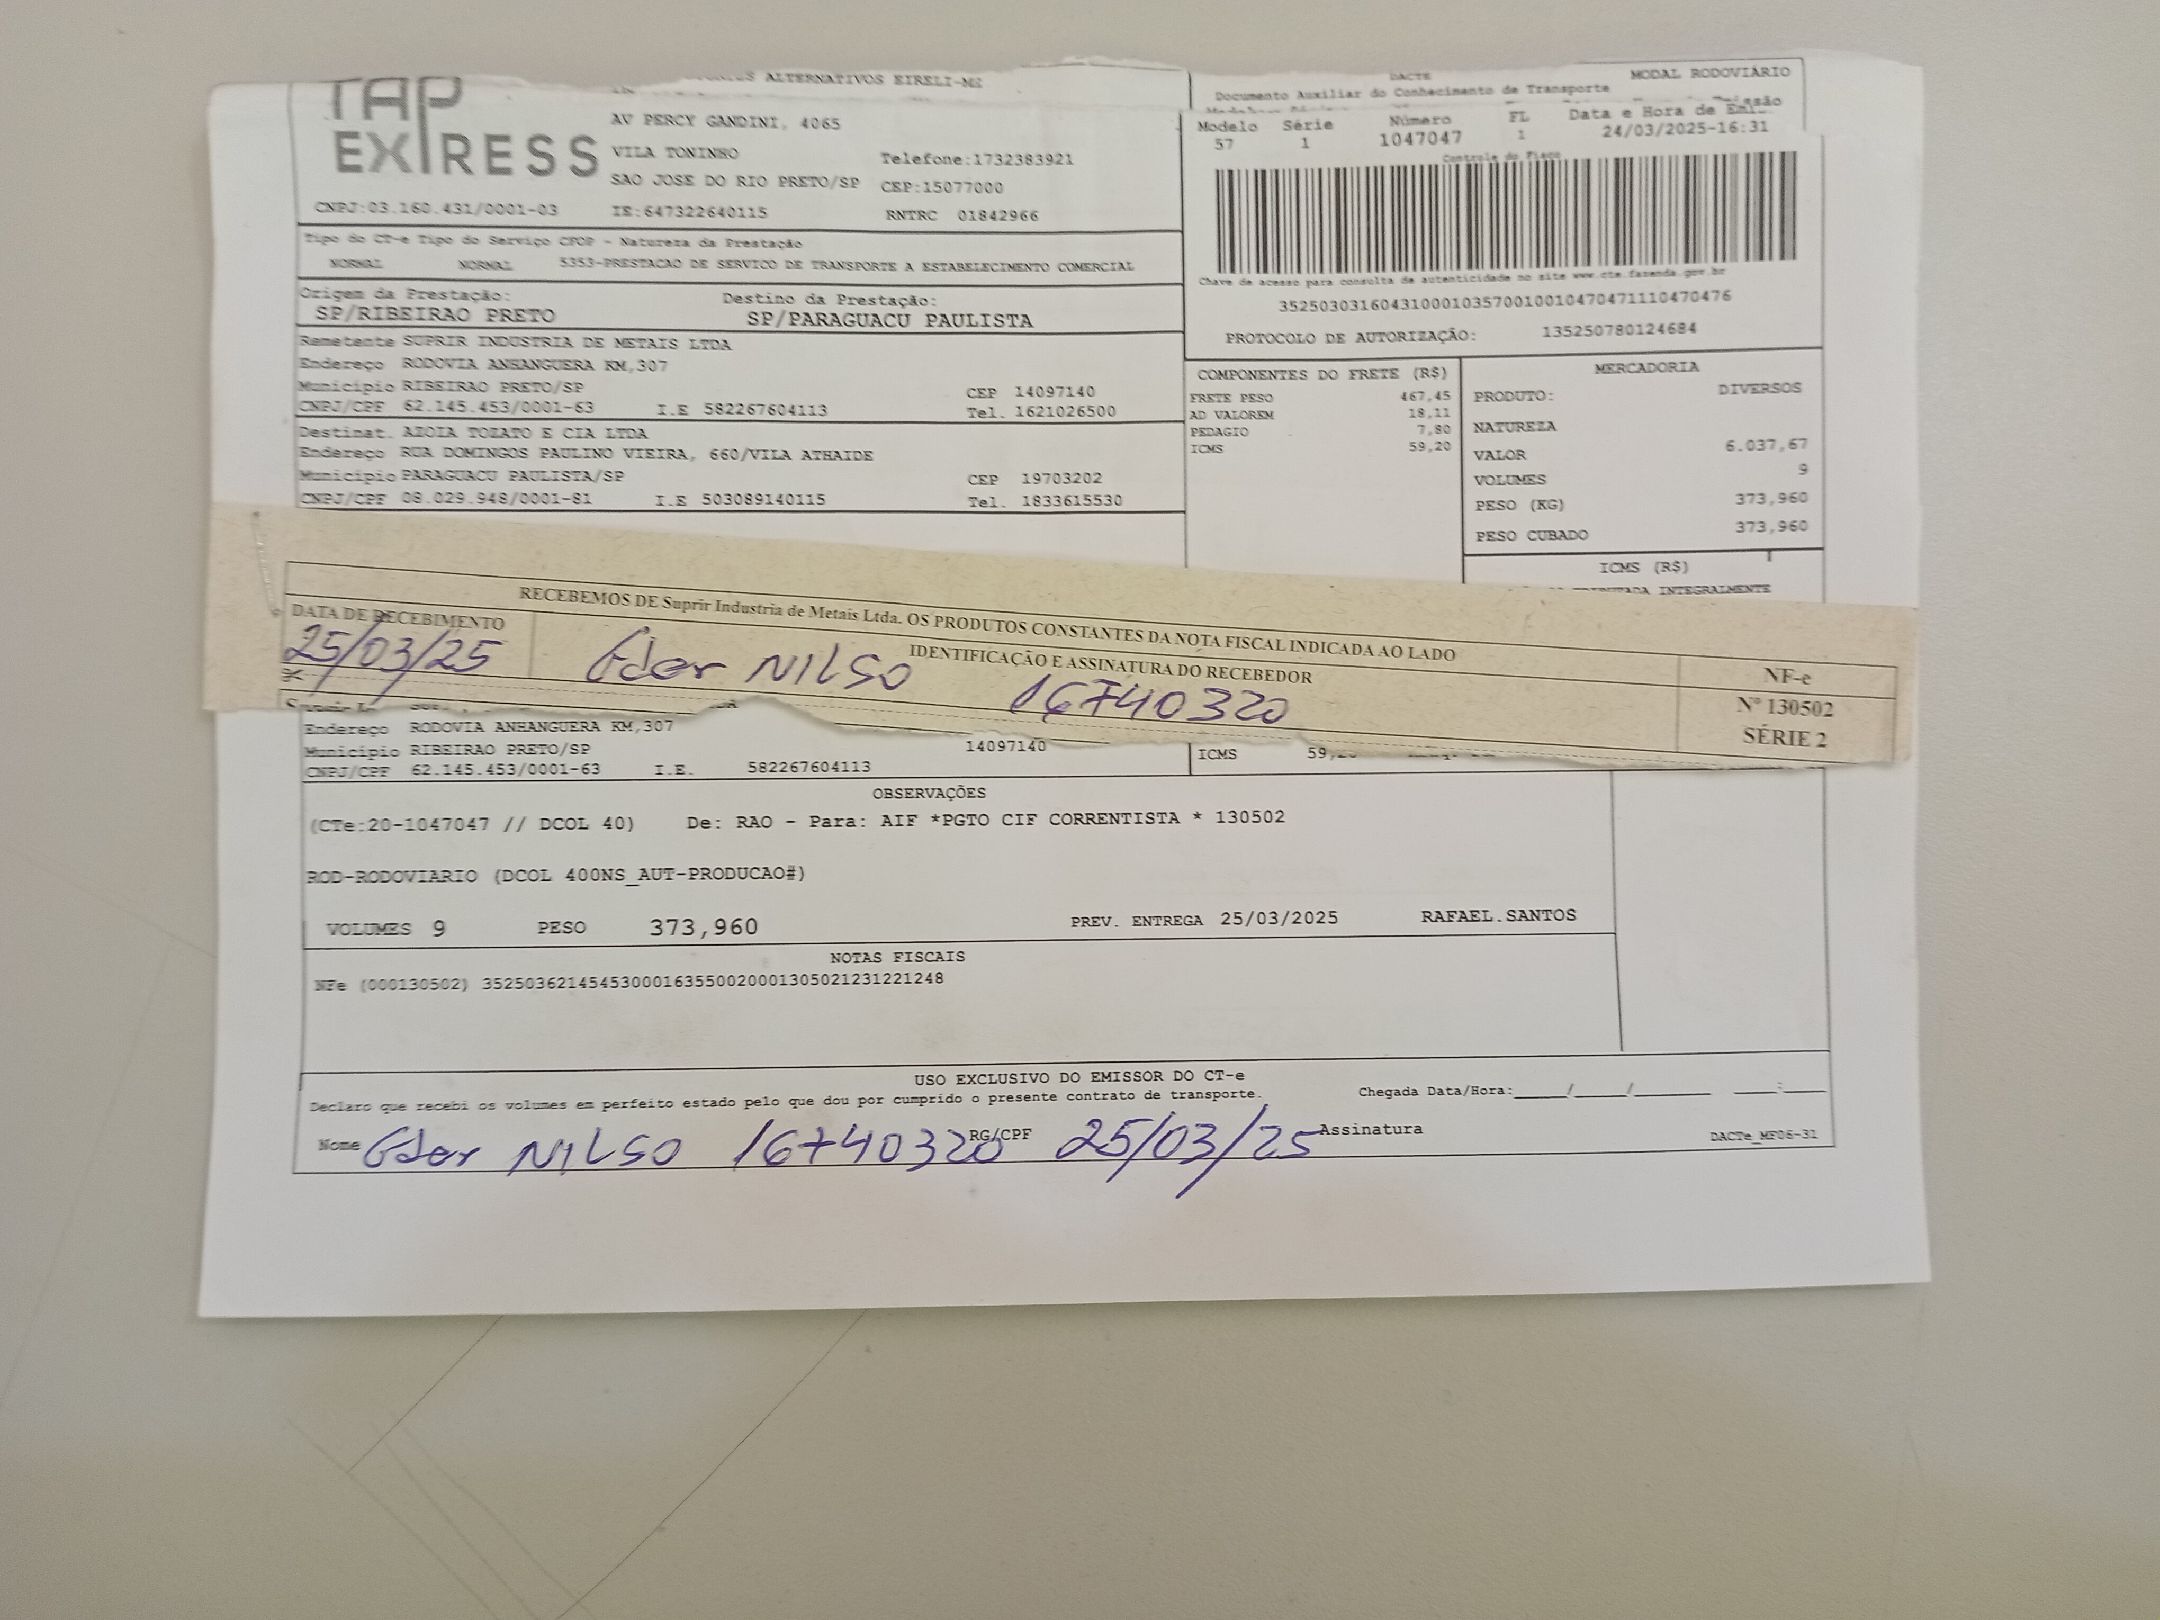 TAP
EXPRESS
ALTERNATIVOS EIRELI-ME
AV PERCY GANDINI, 4065
VILA TONINHO Telefone:1732383921
SAO JOSE DO RIO PRETO/SP CEP:15077000
CNPJ:03.160.431/0001-03 IE:647322640115 RNTRC 01842966
DACTE MODAL RODOVIÁRIO
Documento Auxiliar do Conhecimento de Transporte
Modelo Série Número FL Data e Hora de
57 1 1047047 1 24/03/2025-16:31
Controle do Fisco
Chave de acesso para consulta de autenticidade no site www.cte.fazenda.gov.br
35250303160431000103570010010470471110470476
PROTOCOLO DE AUTORIZAÇÃO: 135250780124684
Tipo do CT-e Tipo do Serviço CFOP - Natureza da Prestação
NORMAL NORMAL 5353-PRESTACAO DE SERVICO DE TRANSPORTE A ESTABELECIMENTO COMERCIAL
Origem da Prestação: Destino da Prestação:
SP/RIBEIRAO PRETO SP/PARAGUACU PAULISTA
Remetente SUPRIR INDUSTRIA DE METAIS LTDA
Endereço RODOVIA ANHANGUERA KM,307
Município RIBEIRAO PRETO/SP CEP 14097140
CNPJ/CPF 62.145.453/0001-63 I.E 582267604113 Tel. 1621026500
Destinat. AZOIA TOZATO E CIA LTDA
Endereço RUA DOMINGOS PAULINO VIEIRA, 660/VILA ATHAIDE
Município PARAGUACU PAULISTA/SP CEP 19703202
CNPJ/CPF 08.029.948/0001-81 I.E 503089140115 Tel. 1833615530
COMPONENTES DO FRETE (R$)
FRETE PESO 467,45
AD VALOREM 18,11
PEDAGIO 7,80
ICMS 59,20
MERCADORIA
PRODUTO: DIVERSOS
NATUREZA
VALOR 6.037,67
VOLUMES 9
PESO (KG) 373,960
PESO CUBADO 373,960
ICMS (R$)
INTEGRALMENTE
RECEBEMOS DE Suprir Industria de Metais Ltda. OS PRODUTOS CONSTANTES DA NOTA FISCAL INDICADA AO LADO
DATA DE RECEBIMENTO IDENTIFICAÇÃO E ASSINATURA DO RECEBEDOR
25/03/25 Eder NILSO 16740320
NF-e
Nº 130502
SÉRIE 2
Endereço RODOVIA ANHANGUERA KM,307
Município RIBEIRAO PRETO/SP 14097140
CNPJ/CPF 62.145.453/0001-63 I.E. 582267604113
ICMS 59,
OBSERVAÇÕES
(CTe:20-1047047 // DCOL 40) De: RAO - Para: AIF *PGTO CIF CORRENTISTA * 130502
ROD-RODOVIARIO (DCOL 400NS_AUT-PRODUCAO#)
VOLUMES 9 PESO 373,960 PREV. ENTREGA 25/03/2025 RAFAEL.SANTOS
NOTAS FISCAIS
NFe (000130502) 35250362145453000163550020001305021231221248
USO EXCLUSIVO DO EMISSOR DO CT-e
Declaro que recebi os volumes em perfeito estado pelo que dou por cumprido o presente contrato de transporte. Chegada Data/Hora:____/____/______ ___:___
Nome Eder NILSO 16740320 RG/CPF 25/03/25 Assinatura DACTe_MF06-31